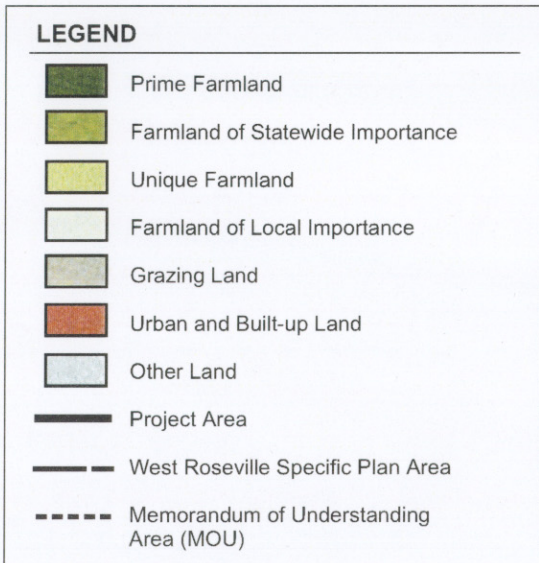 LEGEND
Prime Farmland
Farmland of Statewide Importance
Unique Farmland
Farmland of Local Importance
Grazing Land
Urban and Built-up Land
Other Land
Project Area
West Roseville Specific Plan Area
Memorandum of Understanding
Area (MOU)